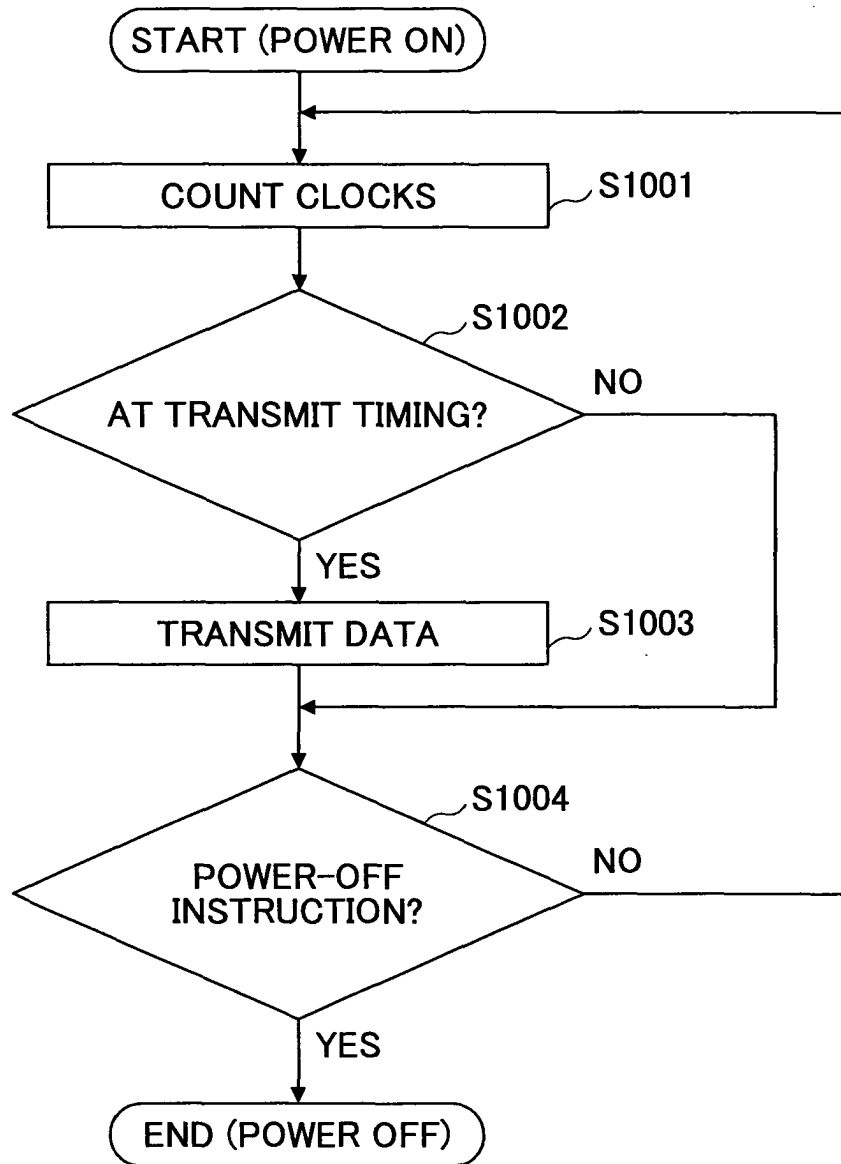 START (POWER ON)
COUNT CLOCKS
S1001
S1002
AT TRANSMIT TIMING?
NO
YES
TRANSMIT DATA
S1003
S1004
POWER-OFF
INSTRUCTION?
NO
YES
END (POWER OFF)